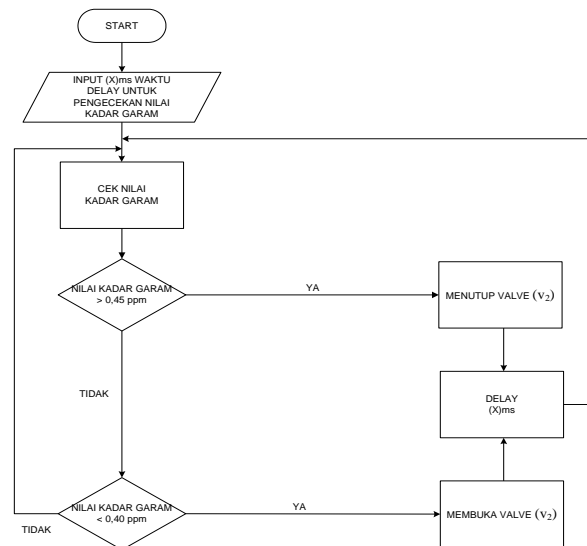 START
INPUT (X)ms WAKTU
DELAY UNTUK
PENGECEKAN NILAI
KADAR GARAM
CEK NILAI
KADAR GARAM
NILAI KADAR GARAM
> 0,45 ppm
YA
MENUTUP VALVE (v₂)
TIDAK
DELAY
(X)ms
NILAI KADAR GARAM
< 0,40 ppm
YA
MEMBUKA VALVE (v₂)
TIDAK